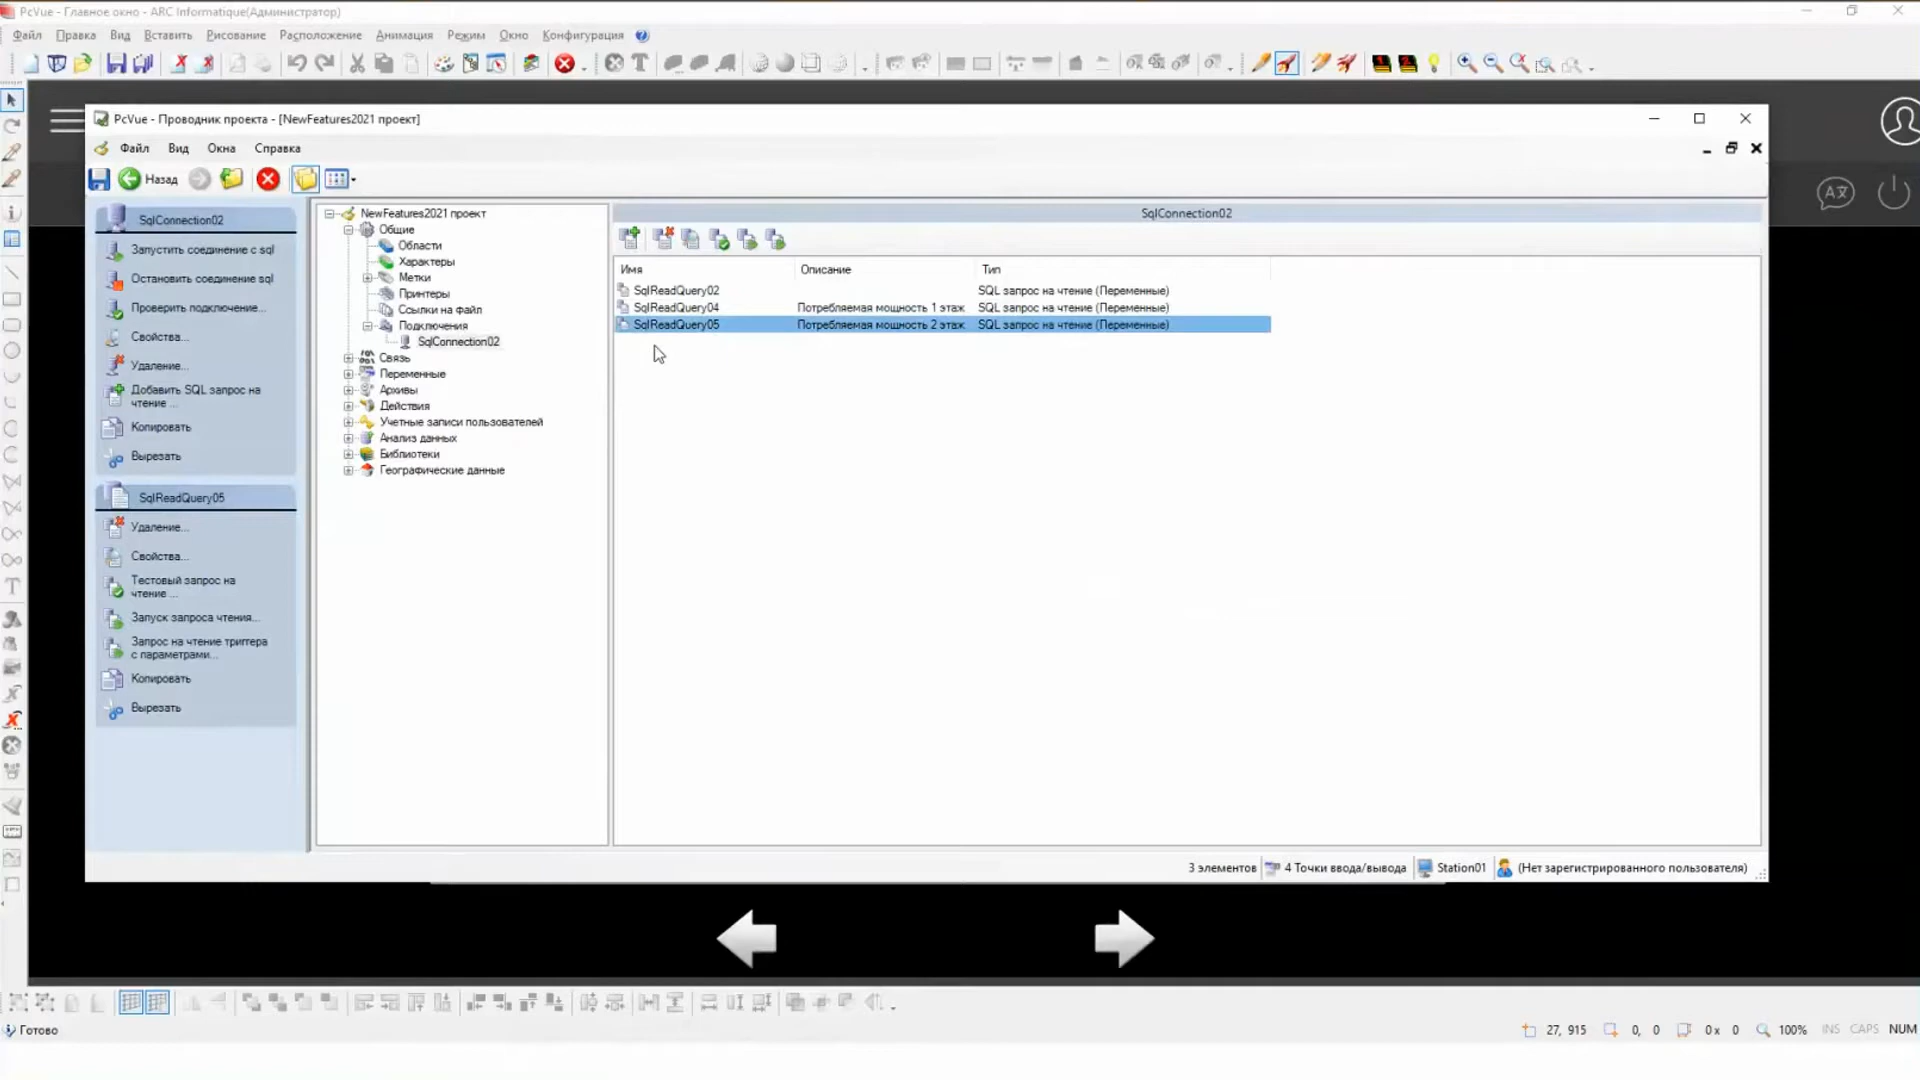 PcVue - Главное окно - ARC Informatique(Администратор)
Файл Правка Вид Вставить Рисование Расположение Анимация Режим Окно Конфигурация
PcVue - Проводник проекта - [NewFeatures2021 проект]
Файл Вид Окна Справка
Назад
SqlConnection02
Запустить соединение с sql
Остановить соединение sql
Проверить подключение...
Свойства...
Удаление...
Добавить SQL запрос на
чтение ...
Копировать
Вырезать
SqlReadQuery05
Удаление...
Свойства...
Тестовый запрос на
чтение ...
Запуск запроса чтения...
Запрос на чтение триггера
с параметрами...
Копировать
Вырезать
NewFeatures2021 проект
Общие
Области
Характеры
Метки
Принтеры
Ссылки на файл
Подключения
SqlConnection02
Связь
Переменные
Архивы
Действия
Учетные записи пользователей
Анализ данных
Библиотеки
Географические данные
SqlConnection02
Имя Описание Тип
SqlReadQuery02 SQL запрос на чтение (Переменные)
SqlReadQuery04 Потребляемая мощность 1 этаж SQL запрос на чтение (Переменные)
SqlReadQuery05 Потребляемая мощность 2 этаж SQL запрос на чтение (Переменные)
3 элементов 4 Точки ввода/вывода Station01 (Нет зарегистрированного пользователя)
Готово 27, 915 0, 0 0 x 0 100% INS CAPS NUM